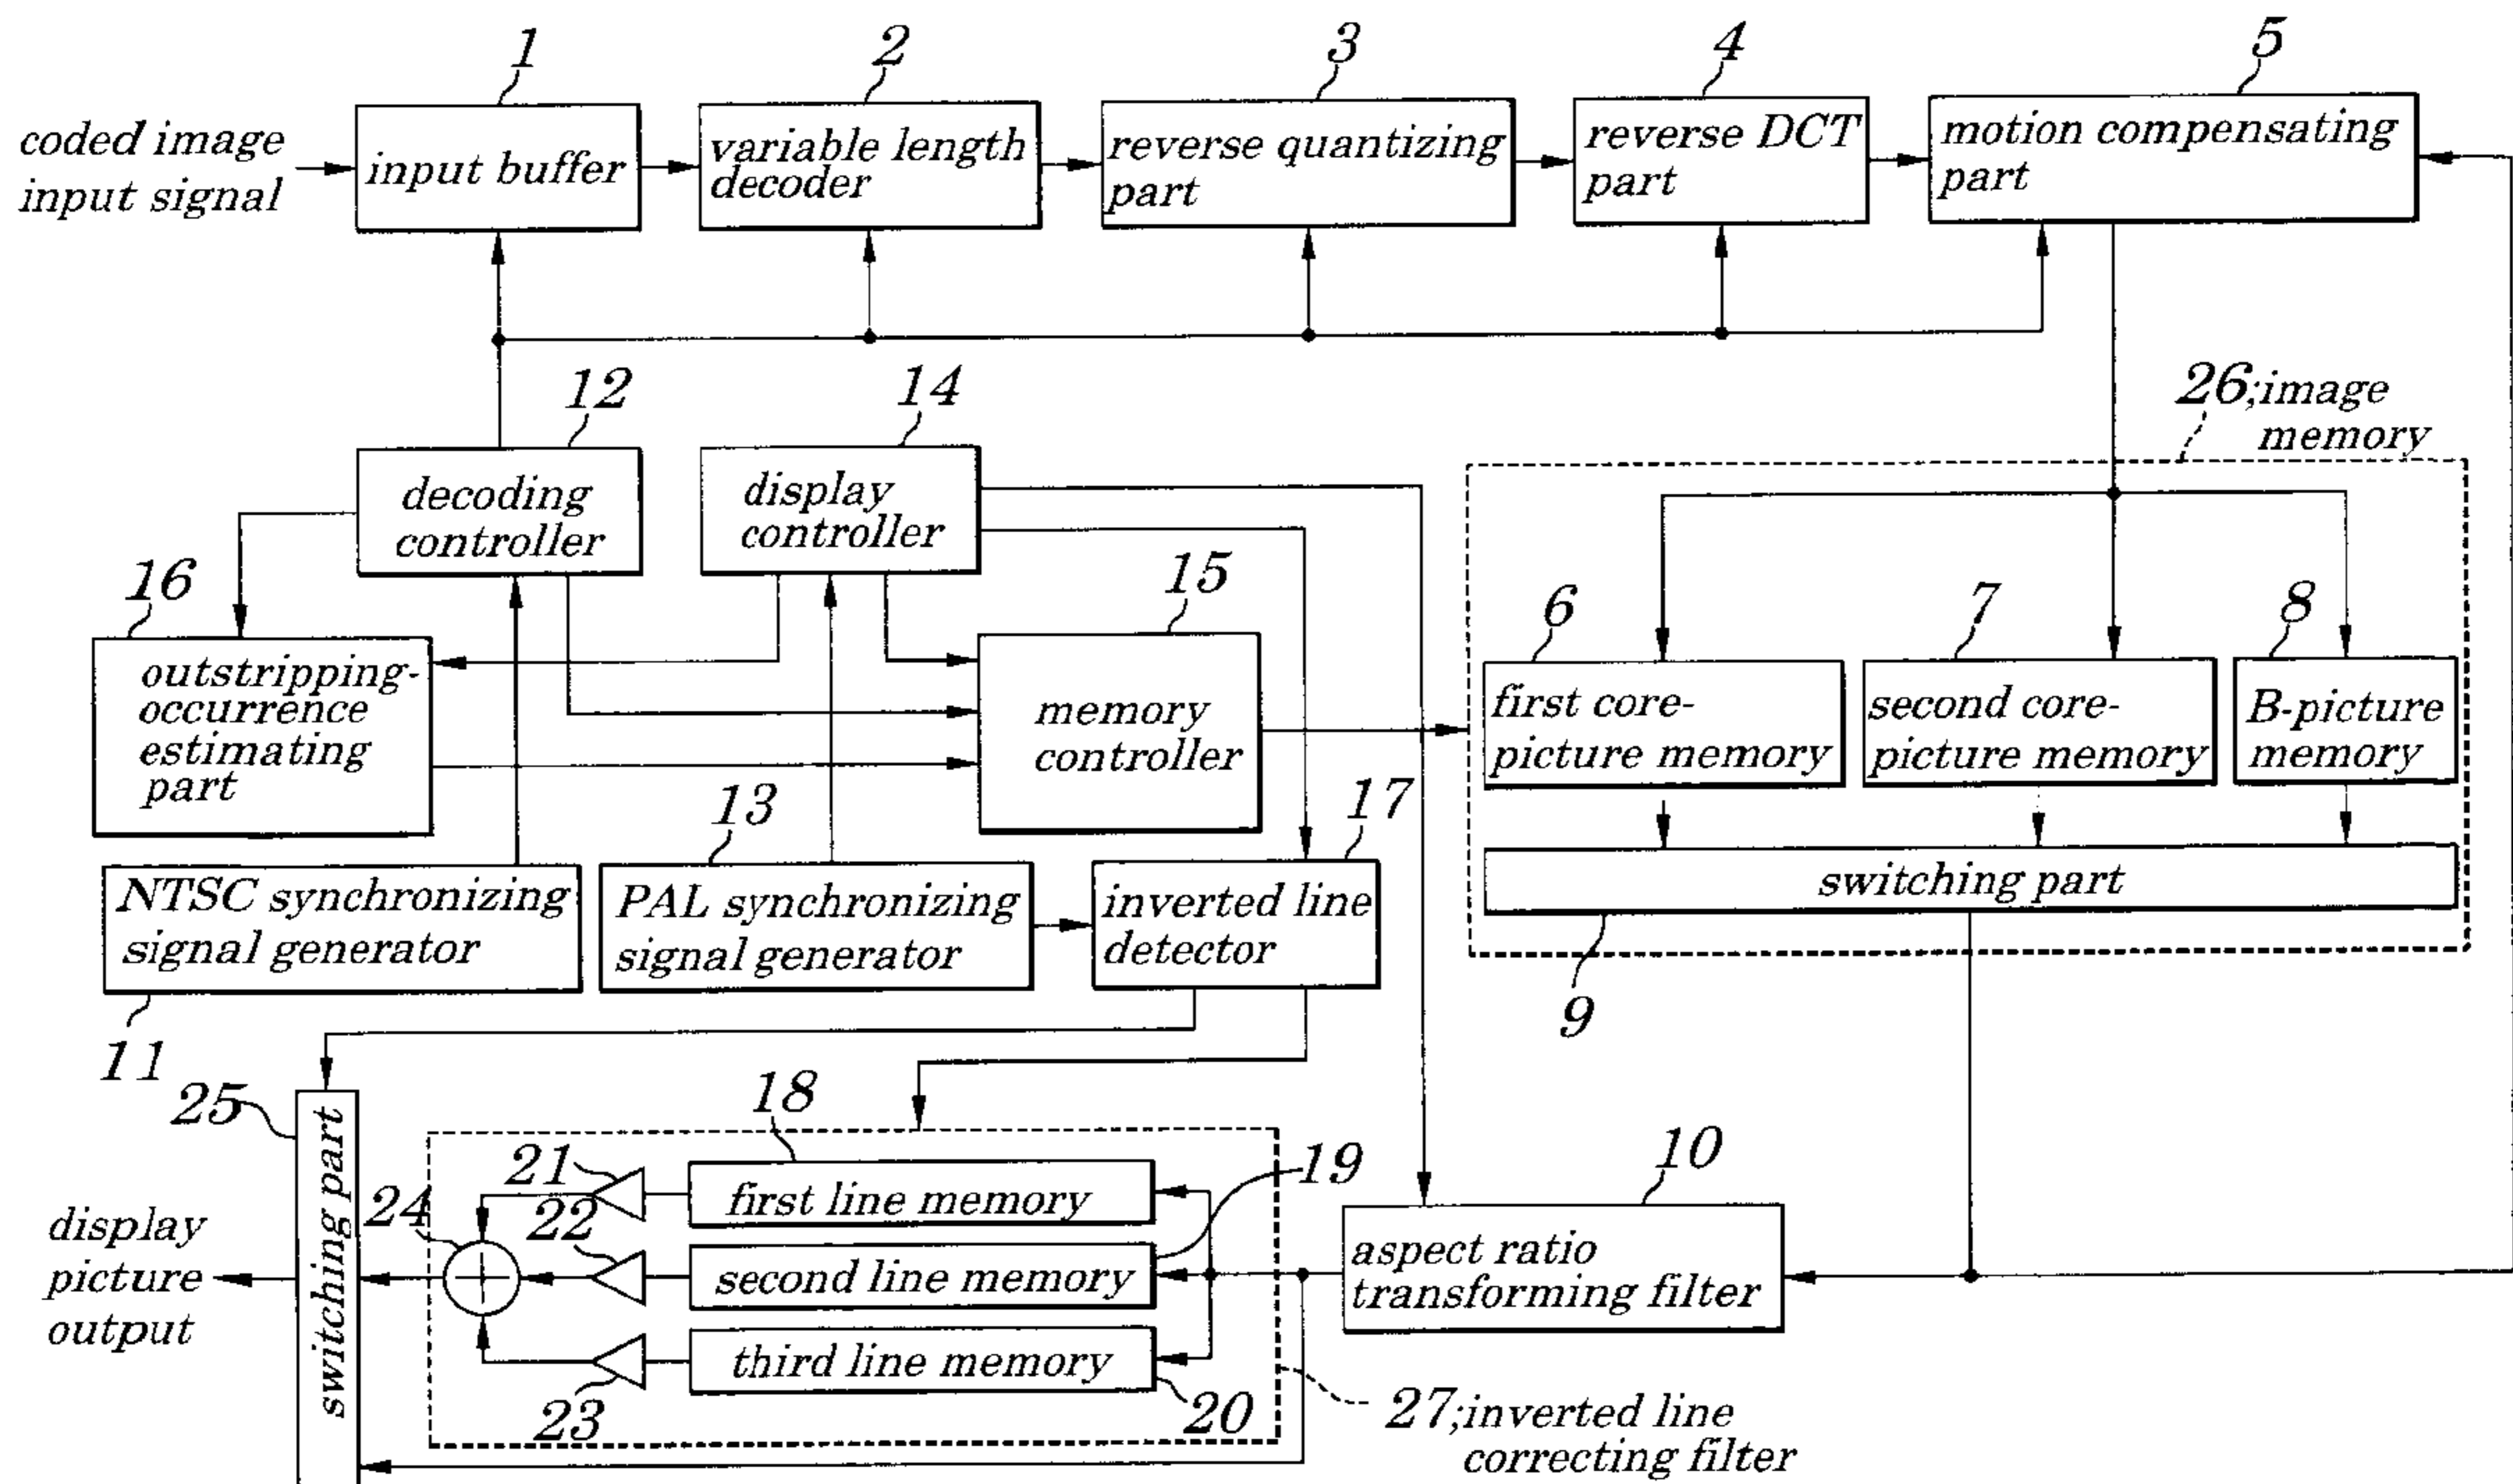 1
2
3
4
5
coded image
input signal
input buffer
variable length
decoder
reverse quantizing
part
reverse DCT
part
motion compensating
part
12
14
26;image
memory
decoding
controller
display
controller
16
15
6
7
8
outstripping-
occurrence
estimating
part
memory
controller
first core-
picture memory
second core-
picture memory
B-picture
memory
13
17
NTSC synchronizing
signal generator
PAL synchronizing
signal generator
inverted line
detector
switching part
9
11
25
18
10
switching part
24
21
22
23
first line memory
19
second line memory
third line memory
20
aspect ratio
transforming filter
display
picture
output
27;inverted line
correcting filter